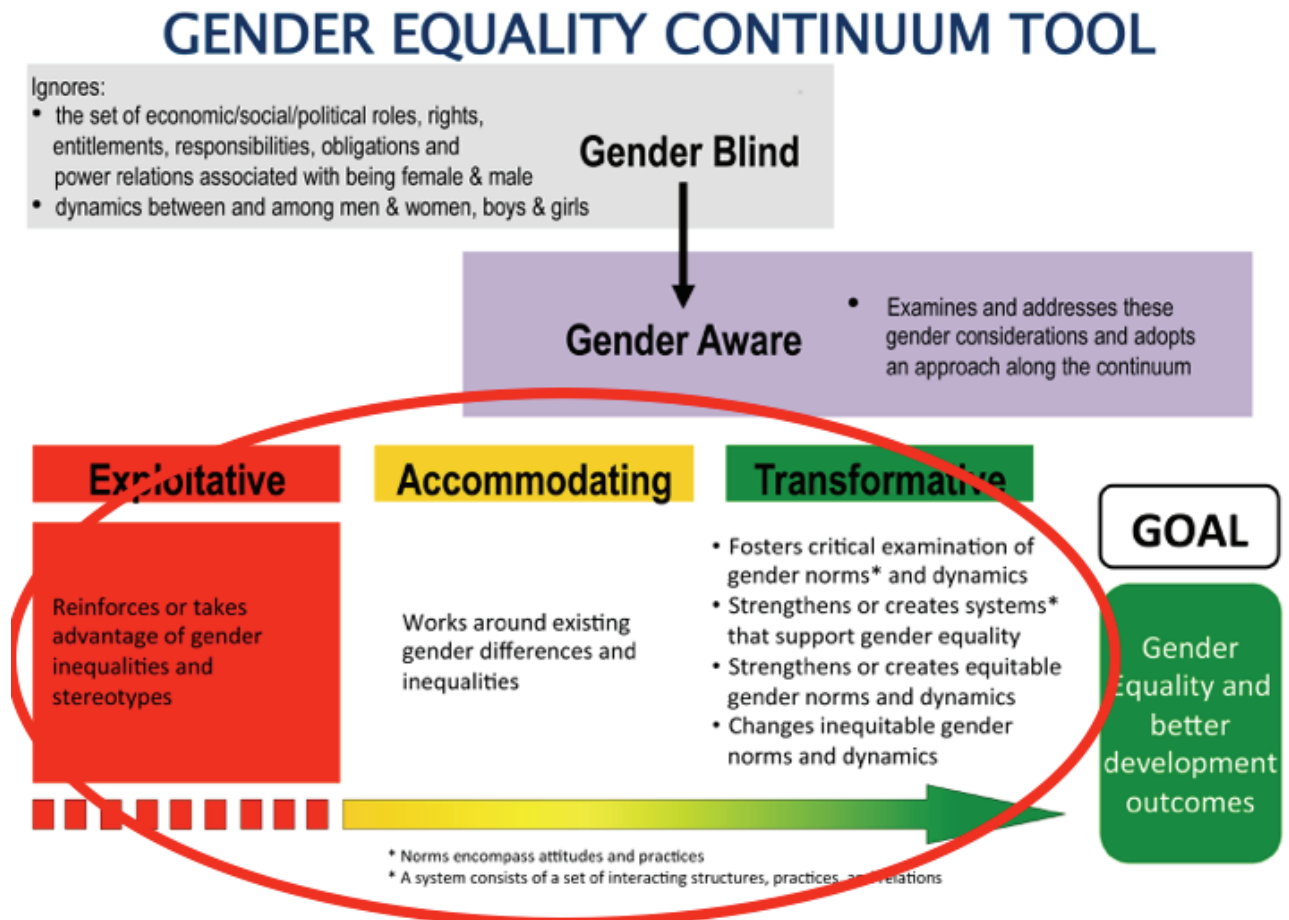 GENDER EQUALITY CONTINUUM TOOL
Ignores:
• the set of economic/social/political roles, rights,
entitlements, responsibilities, obligations and
power relations associated with being female & male
• dynamics between and among men & women, boys & girls
Gender Blind
Gender Aware
• Examines and addresses these
gender considerations and adopts
an approach along the continuum
Exploitative
Reinforces or takes
advantage of gender
inequalities and
stereotypes
Accommodating
Works around existing
gender differences and
inequalities
Transformative
• Fosters critical examination of
gender norms* and dynamics
• Strengthens or creates systems*
that support gender equality
• Strengthens or creates equitable
gender norms and dynamics
• Changes inequitable gender
norms and dynamics
GOAL
Gender
Equality and
better
development
outcomes
* Norms encompass attitudes and practices
* A system consists of a set of interacting structures, practices, and relations